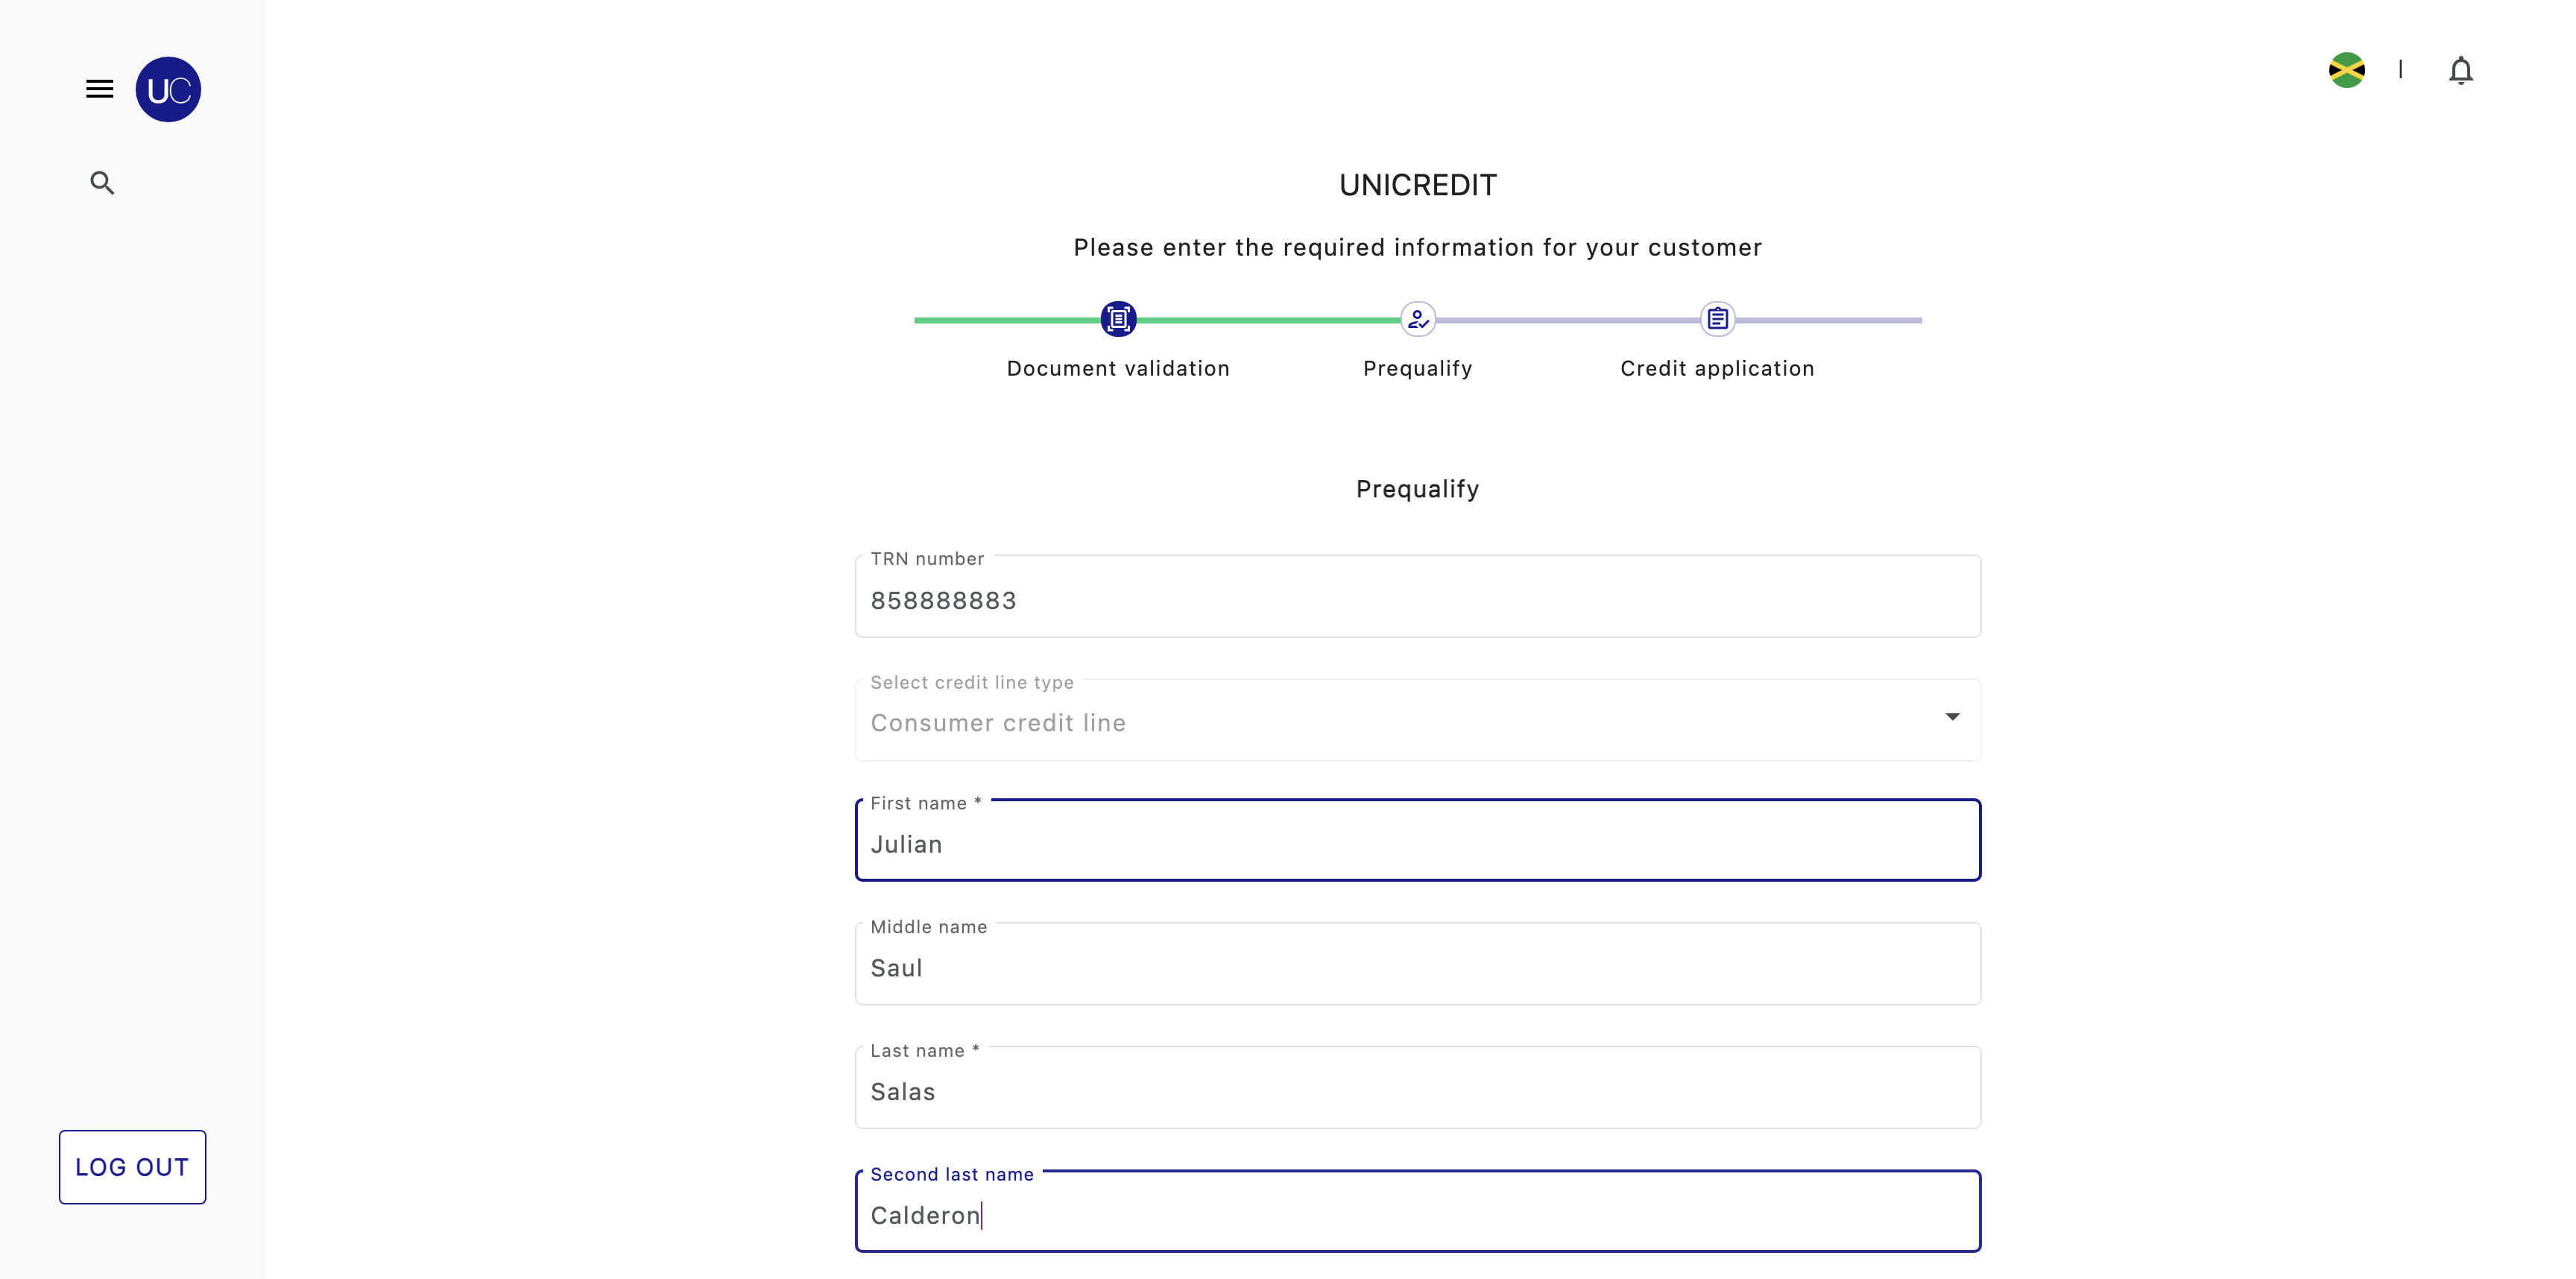 UC
UNICREDIT
Please enter the required information for your customer
Document validation
Prequalify
Credit application
Prequalify
TRN number
858888883
Select credit line type
Consumer credit line
First name *
Julian
Middle name
Saul
Last name *
Salas
Second last name
Calderon
LOG OUT